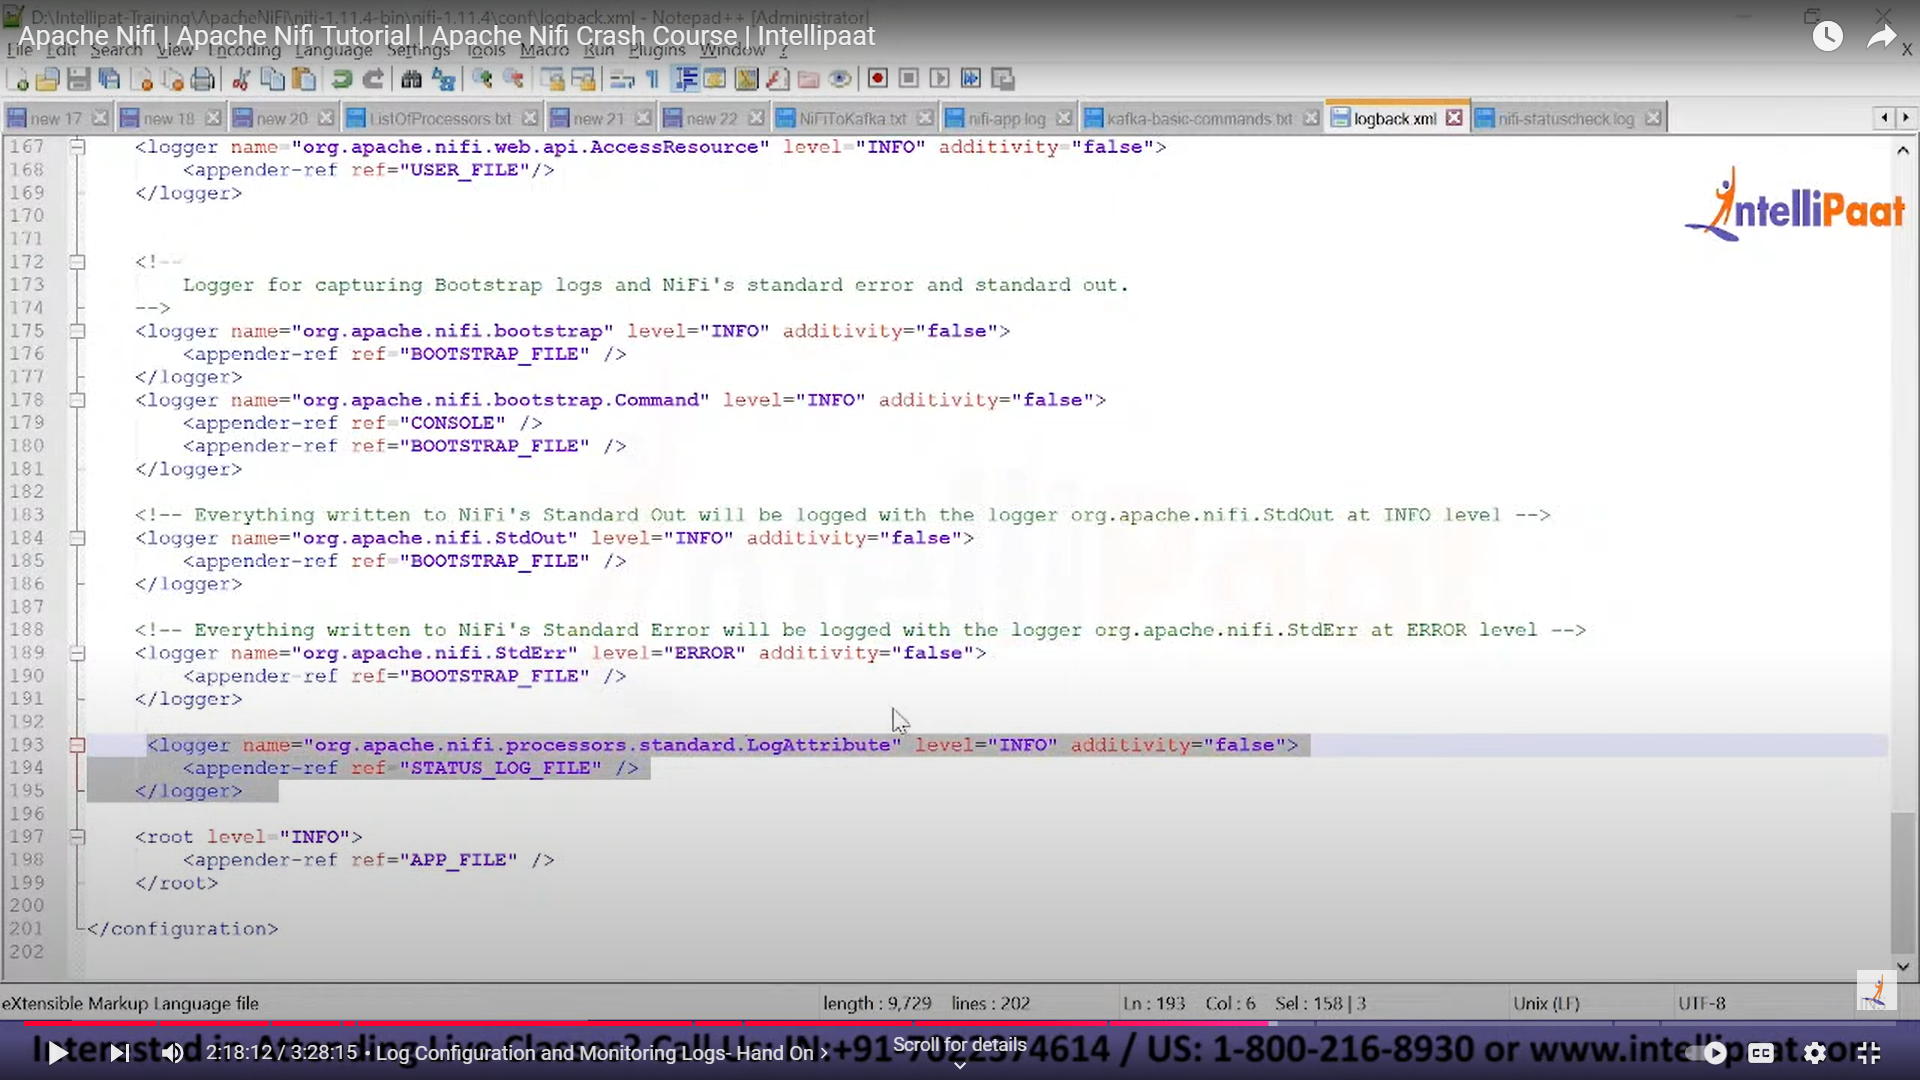 D:\Intellipat-Training\ApacheNiFi\nifi-1.11.4-bin\nifi-1.11.4\conf\logback.xml - Notepad++ [Administrator]
Apache Nifi | Apache Nifi Tutorial | Apache Nifi Crash Course | Intellipaat
File Edit Search View Encoding Language Settings Tools Macro Run Plugins Window ?
X
new 17 new 18 new 20 ListOfProcessors.txt new 21 new 22 NiFiToKafka.txt nifi-app.log kafka-basic-commands.txt logback.xml nifi-statuscheck.log
167 <logger name="org.apache.nifi.web.api.AccessResource" level="INFO" additivity="false">
168 <appender-ref ref="USER_FILE"/>
169 </logger>
170
171
172 <!--
173 Logger for capturing Bootstrap logs and NiFi's standard error and standard out.
174 -->
175 <logger name="org.apache.nifi.bootstrap" level="INFO" additivity="false">
176 <appender-ref ref="BOOTSTRAP_FILE" />
177 </logger>
178 <logger name="org.apache.nifi.bootstrap.Command" level="INFO" additivity="false">
179 <appender-ref ref="CONSOLE" />
180 <appender-ref ref="BOOTSTRAP_FILE" />
181 </logger>
182
183 <!-- Everything written to NiFi's Standard Out will be logged with the logger org.apache.nifi.StdOut at INFO level -->
184 <logger name="org.apache.nifi.StdOut" level="INFO" additivity="false">
185 <appender-ref ref="BOOTSTRAP_FILE" />
186 </logger>
187
188 <!-- Everything written to NiFi's Standard Error will be logged with the logger org.apache.nifi.StdErr at ERROR level -->
189 <logger name="org.apache.nifi.StdErr" level="ERROR" additivity="false">
190 <appender-ref ref="BOOTSTRAP_FILE" />
191 </logger>
192
193 <logger name="org.apache.nifi.processors.standard.LogAttribute" level="INFO" additivity="false">
194 <appender-ref ref="STATUS_LOG_FILE" />
195 </logger>
196
197 <root level="INFO">
198 <appender-ref ref="APP_FILE" />
199 </root>
200
201 </configuration>
202
IntelliPaat
eXtensible Markup Language file length : 9,729 lines : 202 Ln : 193 Col : 6 Sel : 158 | 3 Unix (LF) UTF-8
Live Classes? Call 4614 / US: 1-800-216-8930 or
2:18:12 / 3:28:15 • Log Configuration and Monitoring Logs- Hand On >
Scroll for details
CC